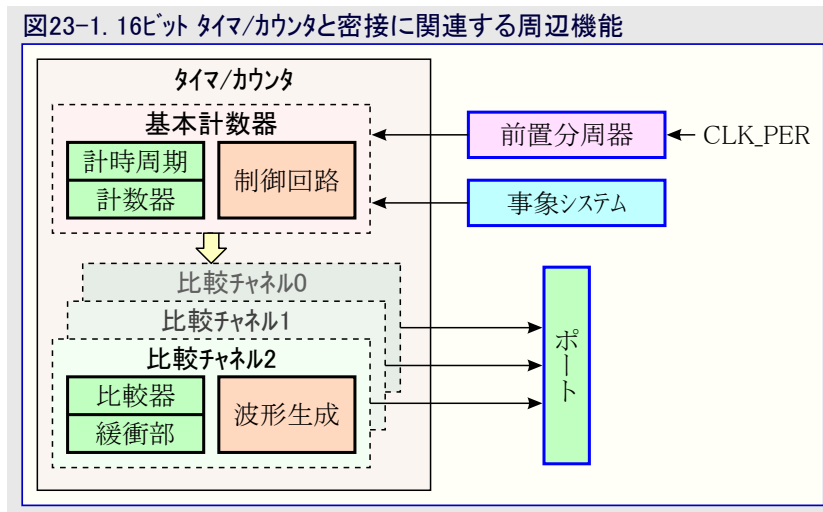 図23-1. 16ビット タイマ/カウンタと密接に関連する周辺機能
タイマ/カウンタ
基本計数器
計時周期
計数器
制御回路
前置分周器
CLK_PER
事象システム
比較チャネル0
比較チャネル1
比較チャネル2
比較器
緩衝部
波形生成
ポート